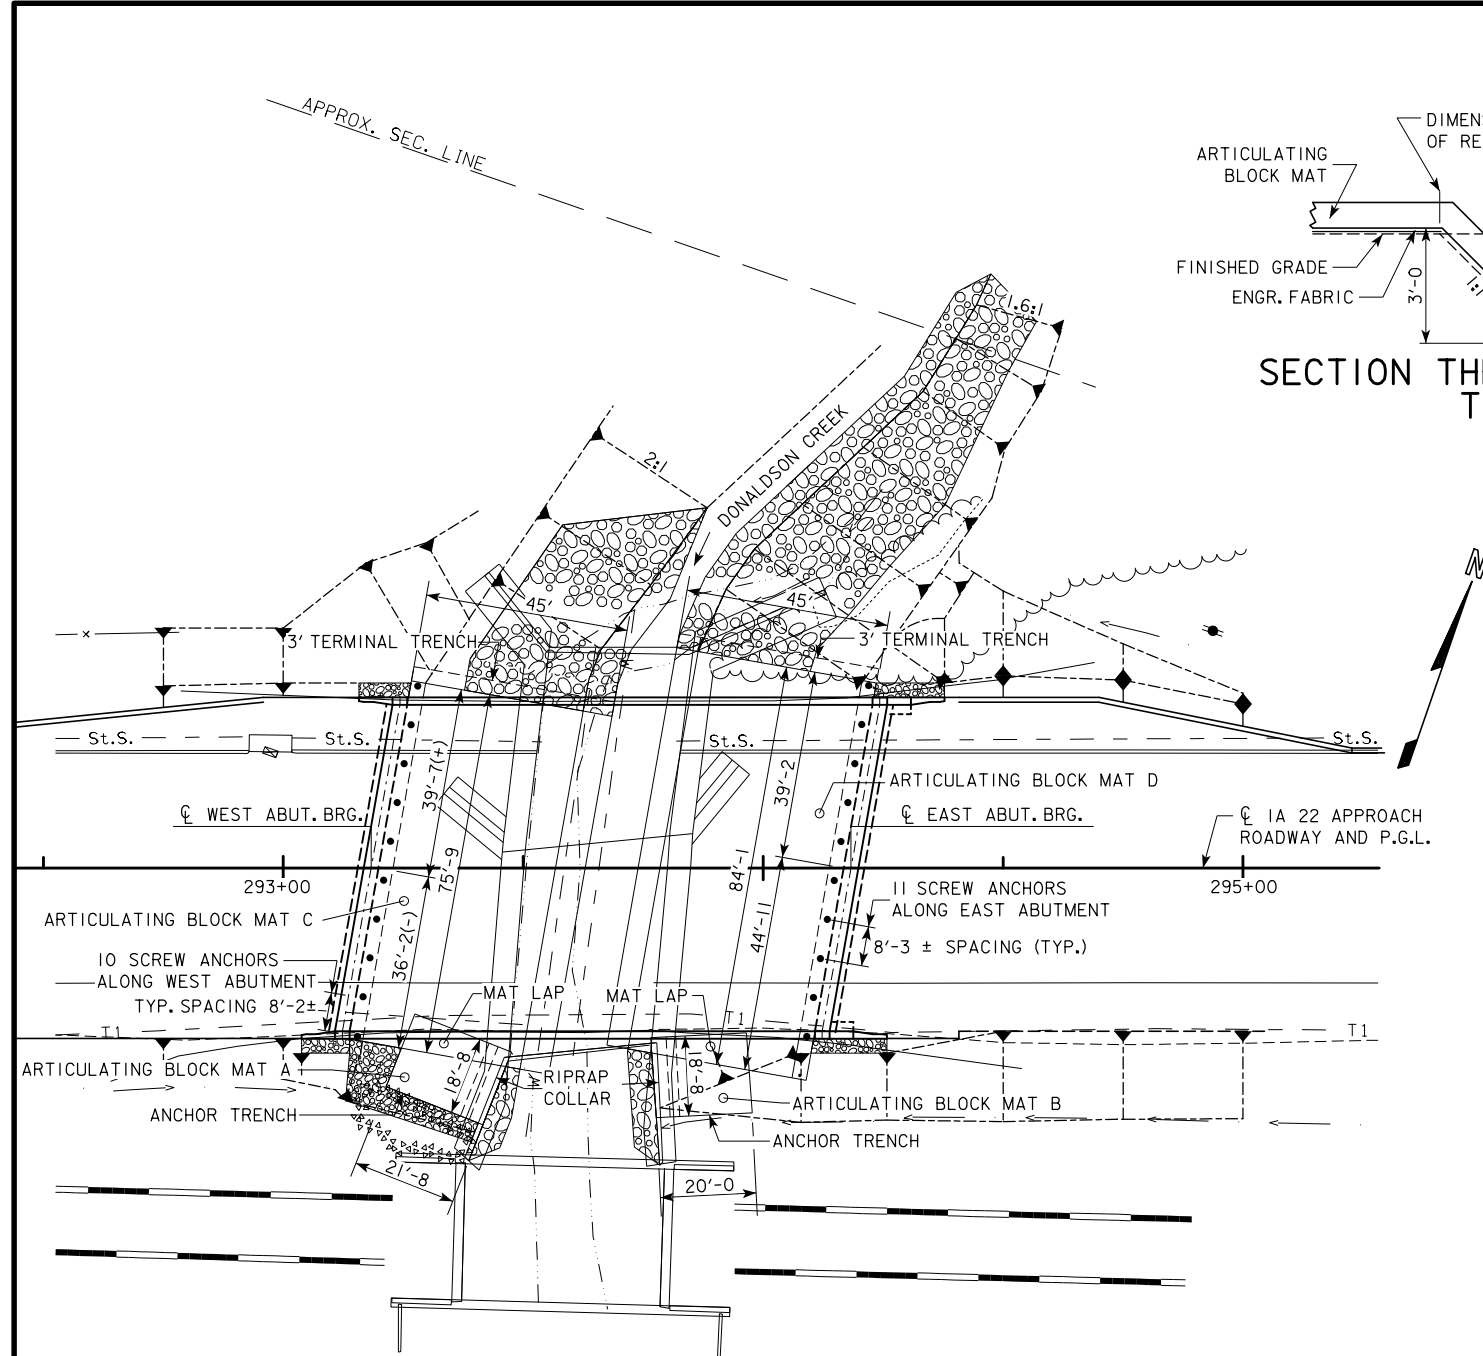 APPROX. SEC. LINE
ARTICULATING
BLOCK MAT
FINISHED GRADE
ENGR. FABRIC
3'-0
1.6:1
2:1
DONALDSON CREEK
45'
45'
3' TERMINAL TRENCH
3' TERMINAL TRENCH
N
St.S.
St.S.
St.S.
St.S.
39'-7(+)
75'-9
39'-2
84'-1
ARTICULATING BLOCK MAT D
℄ WEST ABUT. BRG.
℄ EAST ABUT. BRG.
℄ IA 22 APPROACH
ROADWAY AND P.G.L.
293+00
295+00
11 SCREW ANCHORS
ALONG EAST ABUTMENT
8'-3 ± SPACING (TYP.)
ARTICULATING BLOCK MAT C
36'-2(-)
44'-11
10 SCREW ANCHORS
ALONG WEST ABUTMENT
TYP. SPACING 8'-2±
MAT LAP
MAT LAP
T1
T1
T1
ARTICULATING BLOCK MAT A
18'-8
18'-8
RIPRAP
COLLAR
ARTICULATING BLOCK MAT B
ANCHOR TRENCH
ANCHOR TRENCH
21'-8
20'-0